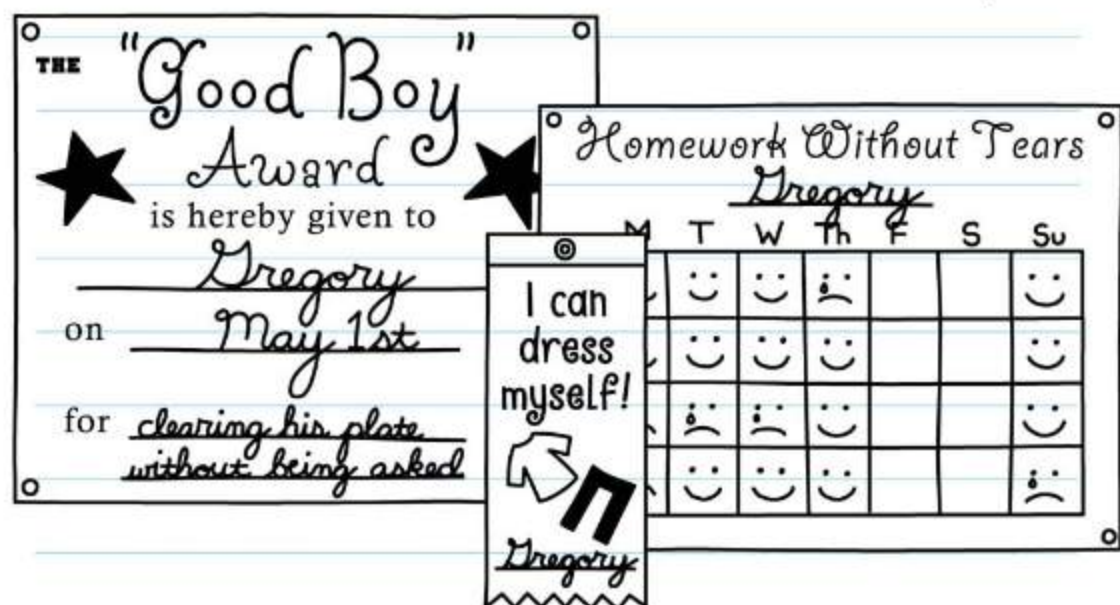 THE "Good Boy"
Award
is hereby given to
Gregory
on May 1st
for clearing his plate
without being asked
I can
dress
myself!
Gregory
Homework Without Tears
Gregory
M T W Th F S Su